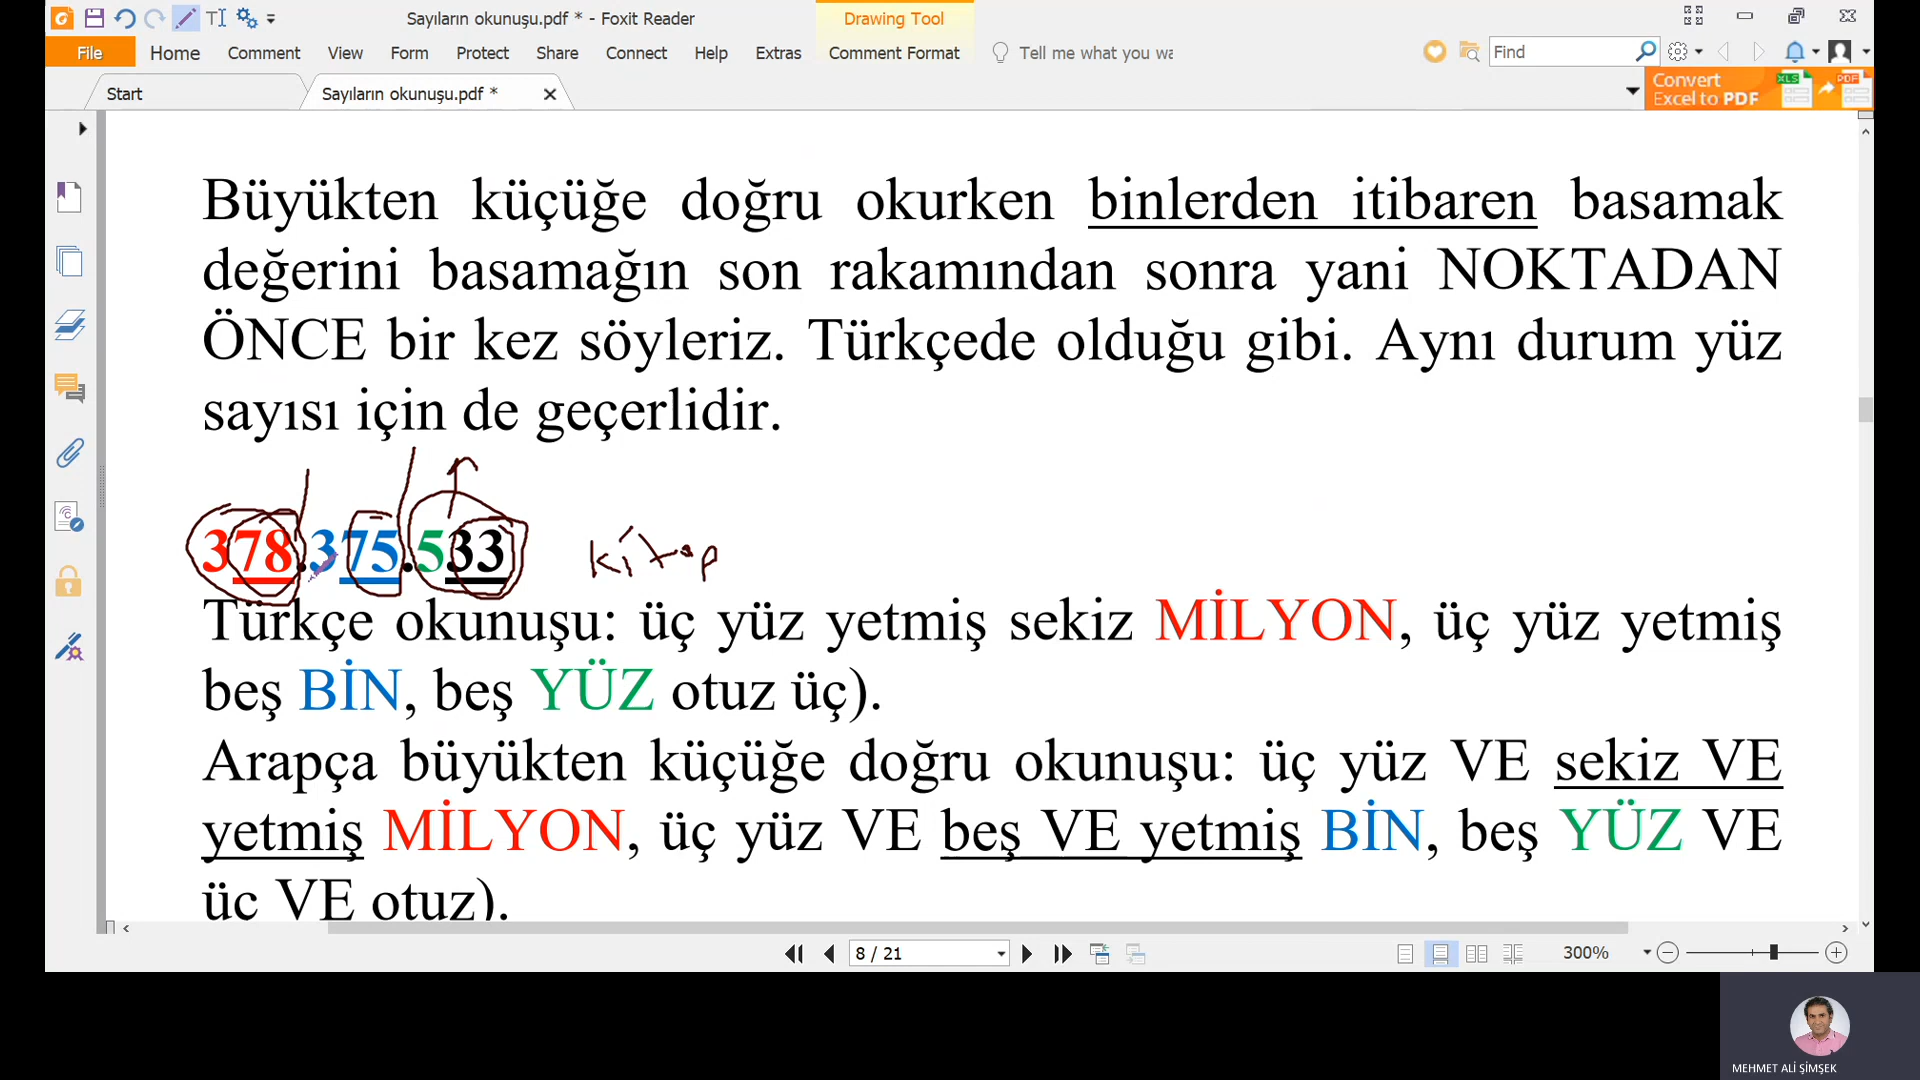 Sayıların okunuşu.pdf * - Foxit Reader
Drawing Tool
File Home Comment View Form Protect Share Connect Help Extras Comment Format Tell me what you wa
Find
Start
Sayıların okunuşu.pdf *
Convert
Excel to PDF
Büyükten küçüğe doğru okurken binlerden itibaren basamak
değerini basamağın son rakamından sonra yani NOKTADAN
ÖNCE bir kez söyleriz. Türkçede olduğu gibi. Aynı durum yüz
sayısı için de geçerlidir.
378.375.533 kitap
Türkçe okunuşu: üç yüz yetmiş sekiz MİLYON, üç yüz yetmiş
beş BİN, beş YÜZ otuz üç).
Arapça büyükten küçüğe doğru okunuşu: üç yüz VE sekiz VE
yetmiş MİLYON, üç yüz VE beş VE yetmiş BİN, beş YÜZ VE
üç VE otuz).
8 / 21
300%
MEHMET ALİ ŞİMŞEK